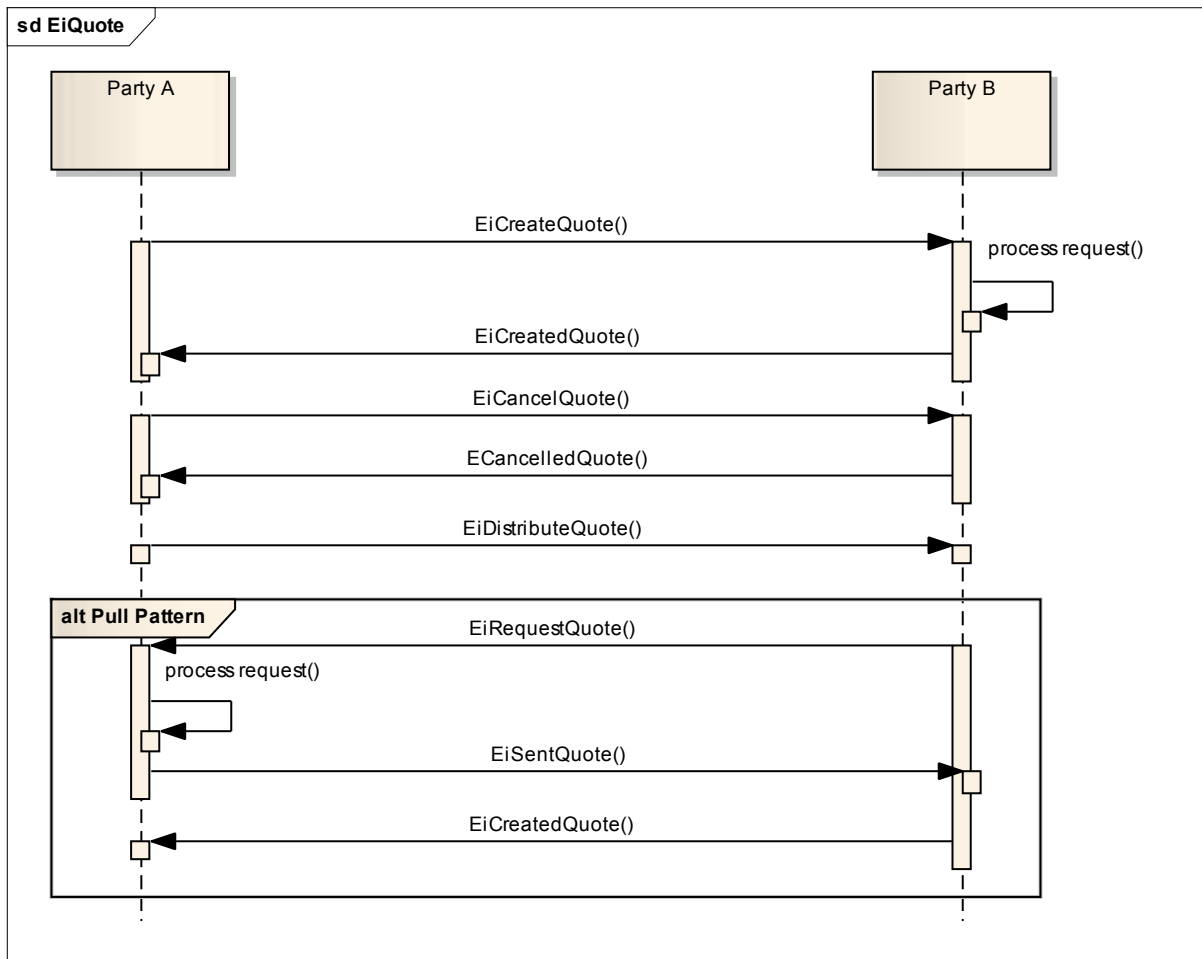 sd EiQuote
Party A
Party B
EiCreateQuote()
process request()
EiCreatedQuote()
EiCancelQuote()
ECancelledQuote()
EiDistributeQuote()
alt Pull Pattern
EiRequestQuote()
process request()
EiSentQuote()
EiCreatedQuote()